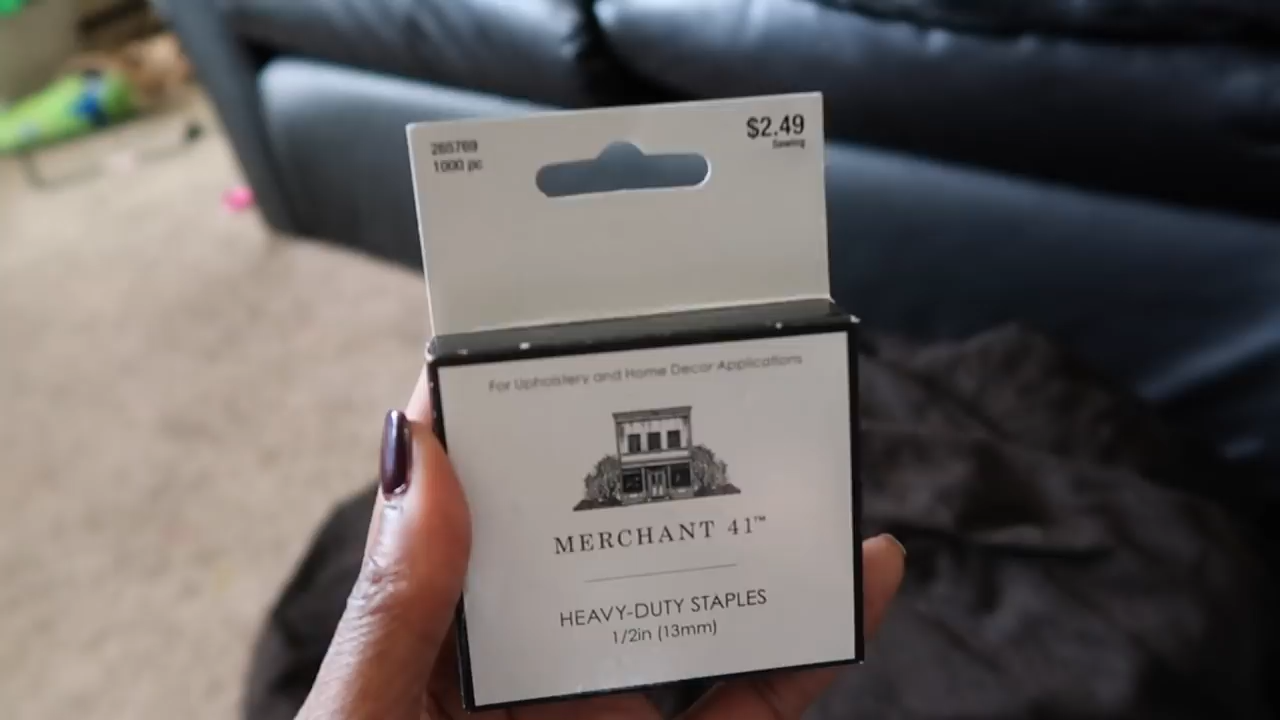 265769
1000 pc
$2.49
Sewing
For Upholstery and Home Decor Applications
MERCHANT 41™
HEAVY-DUTY STAPLES
1/2in (13mm)